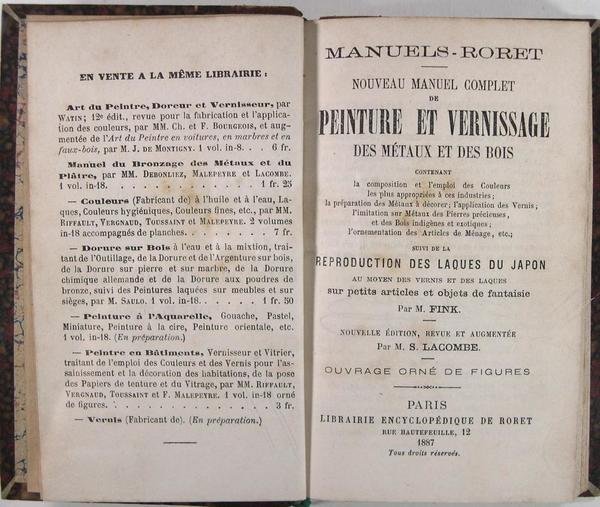 EN VENTE A LA MÊME LIBRAIRIE :
Art du Peintre, Doreur et Vernisseur, par
WATIN; 12e édit., revue pour la fabrication et l'applica-
tion des couleurs, par MM. Ch. et F. BOURGEOIS, et aug-
mentée de l'Art du Peintre en voitures, en marbres et en
faux-bois, par M. J. DE MONTIGNY. 1 vol. in-8. . . 6 fr.
Manuel du Bronzage des Métaux et du
Plâtre, par MM. DEBONLIEZ, MALEPEYRE et LACOMBE.
1 vol. in-18. . . . . . . . . . . . . 1 fr. 25
— Couleurs (Fabricant de) à l'huile et à l'eau, La-
ques, Couleurs hygiéniques, Couleurs fines, etc., par MM.
RIFFAULT, VERGNAUD, TOUSSAINT et MALEPEYRE. 2 volumes
in-18 accompagnés de planches. . . . . . . 7 fr.
— Dorure sur Bois à l'eau et à la mixtion, trai-
tant de l'Outillage, de la Dorure et de l'Argenture sur bois,
de la Dorure sur pierre et sur marbre, de la Dorure
chimique allemande et de la Dorure aux poudres de
bronze, suivi des Peintures laquées sur meubles et sur
sièges, par M. SAULO. 1 vol. in-18. . . . . . 1 fr. 50
— Peinture à l'Aquarelle, Gouache, Pastel,
Miniature, Peinture à la cire, Peinture orientale, etc.
1 vol. in-18. (En préparation.)
— Peintre en Bâtiments, Vernisseur et Vitrier,
traitant de l'emploi des Couleurs et des Vernis pour l'as-
sainissement et la décoration des habitations, de la pose
des Papiers de tenture et du Vitrage, par MM. RIFFAULT,
VERGNAUD, TOUSSAINT et F. MALEPEYRE. 1 vol. in-18 orné
de figures. . . . . . . . . . . . . . 3 fr.
— Vernis (Fabricant de). (En préparation.)
MANUELS-RORET
NOUVEAU MANUEL COMPLET
DE
PEINTURE ET VERNISSAGE
DES MÉTAUX ET DES BOIS
CONTENANT
la composition et l'emploi des Couleurs
les plus appropriées à ces industries;
la préparation des Métaux à décorer; l'application des Vernis;
l'imitation sur Métaux des Pierres précieuses,
et des Bois indigènes et exotiques;
l'ornementation des Articles de Ménage, etc.;
SUIVI DE LA
REPRODUCTION DES LAQUES DU JAPON
AU MOYEN DES VERNIS ET DES LAQUES
sur petits articles et objets de fantaisie
Par M. FINK.
NOUVELLE ÉDITION, REVUE ET AUGMENTÉE
Par M. S. LACOMBE.
OUVRAGE ORNÉ DE FIGURES
PARIS
LIBRAIRIE ENCYCLOPÉDIQUE DE RORET
RUE HAUTEFEUILLE, 12
1887
Tous droits réservés.